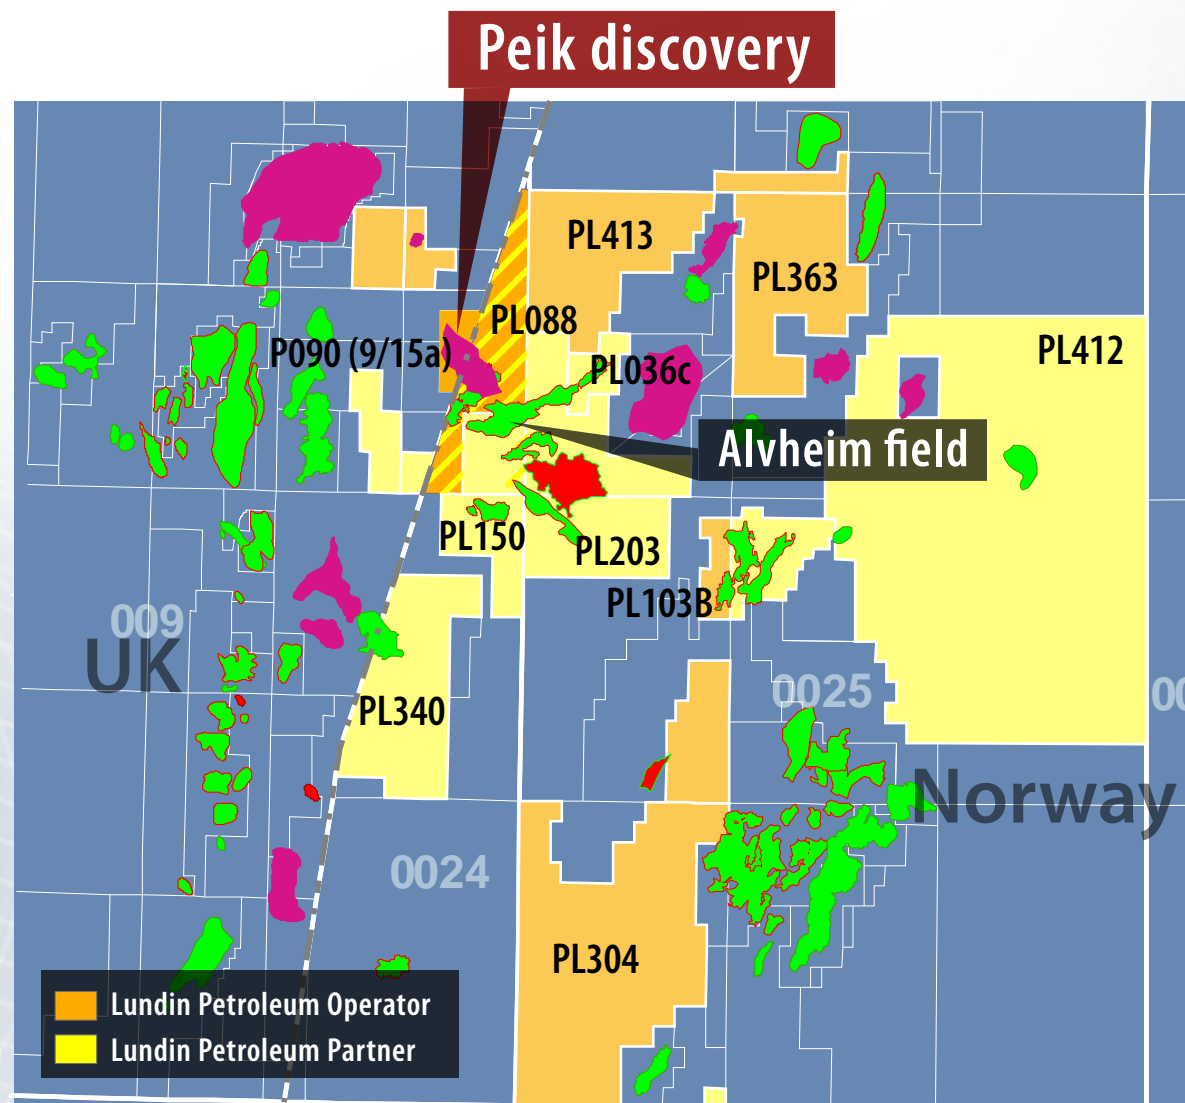 Peik discovery
PL413
PL363
PL088
P090 (9/15a)
PL036c
PL412
Alvheim field
PL150
PL203
PL103B
009
UK
0025
00
PL340
Norway
0024
PL304
Lundin Petroleum Operator
Lundin Petroleum Partner